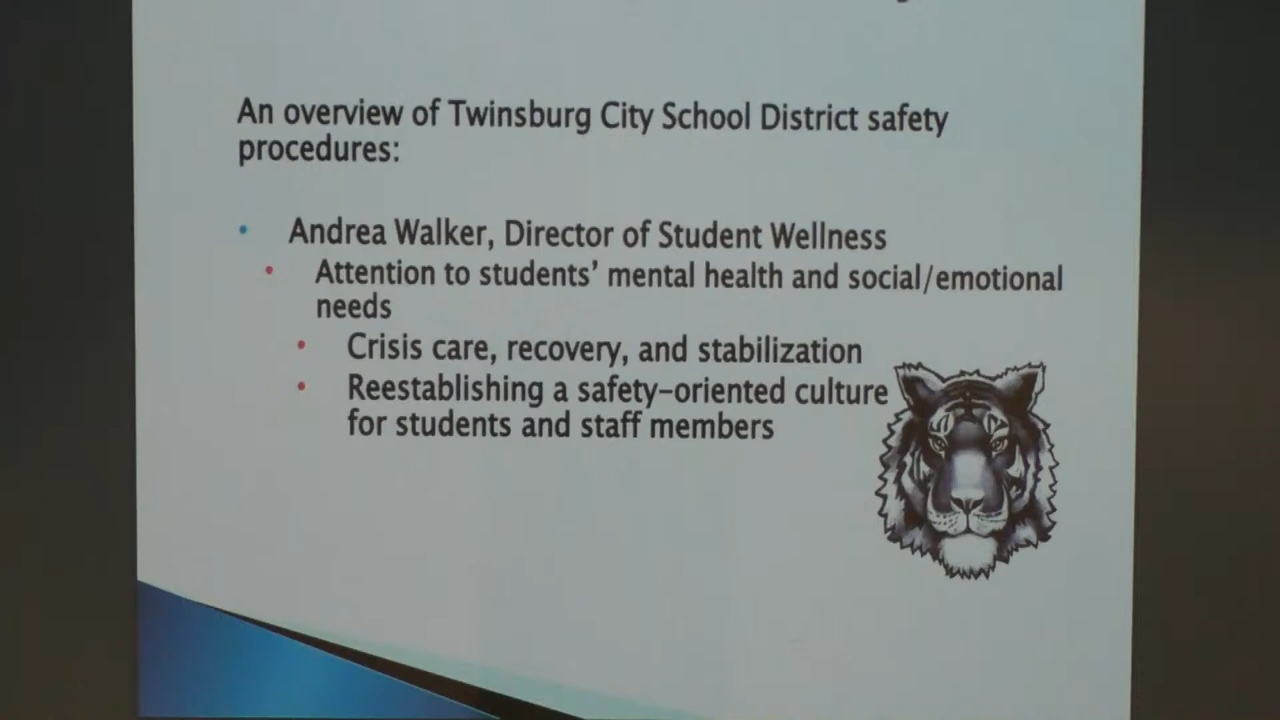 An overview of Twinsburg City School District safety
procedures:
• Andrea Walker, Director of Student Wellness
• Attention to students’ mental health and social/emotional
needs
• Crisis care, recovery, and stabilization
• Reestablishing a safety-oriented culture
for students and staff members